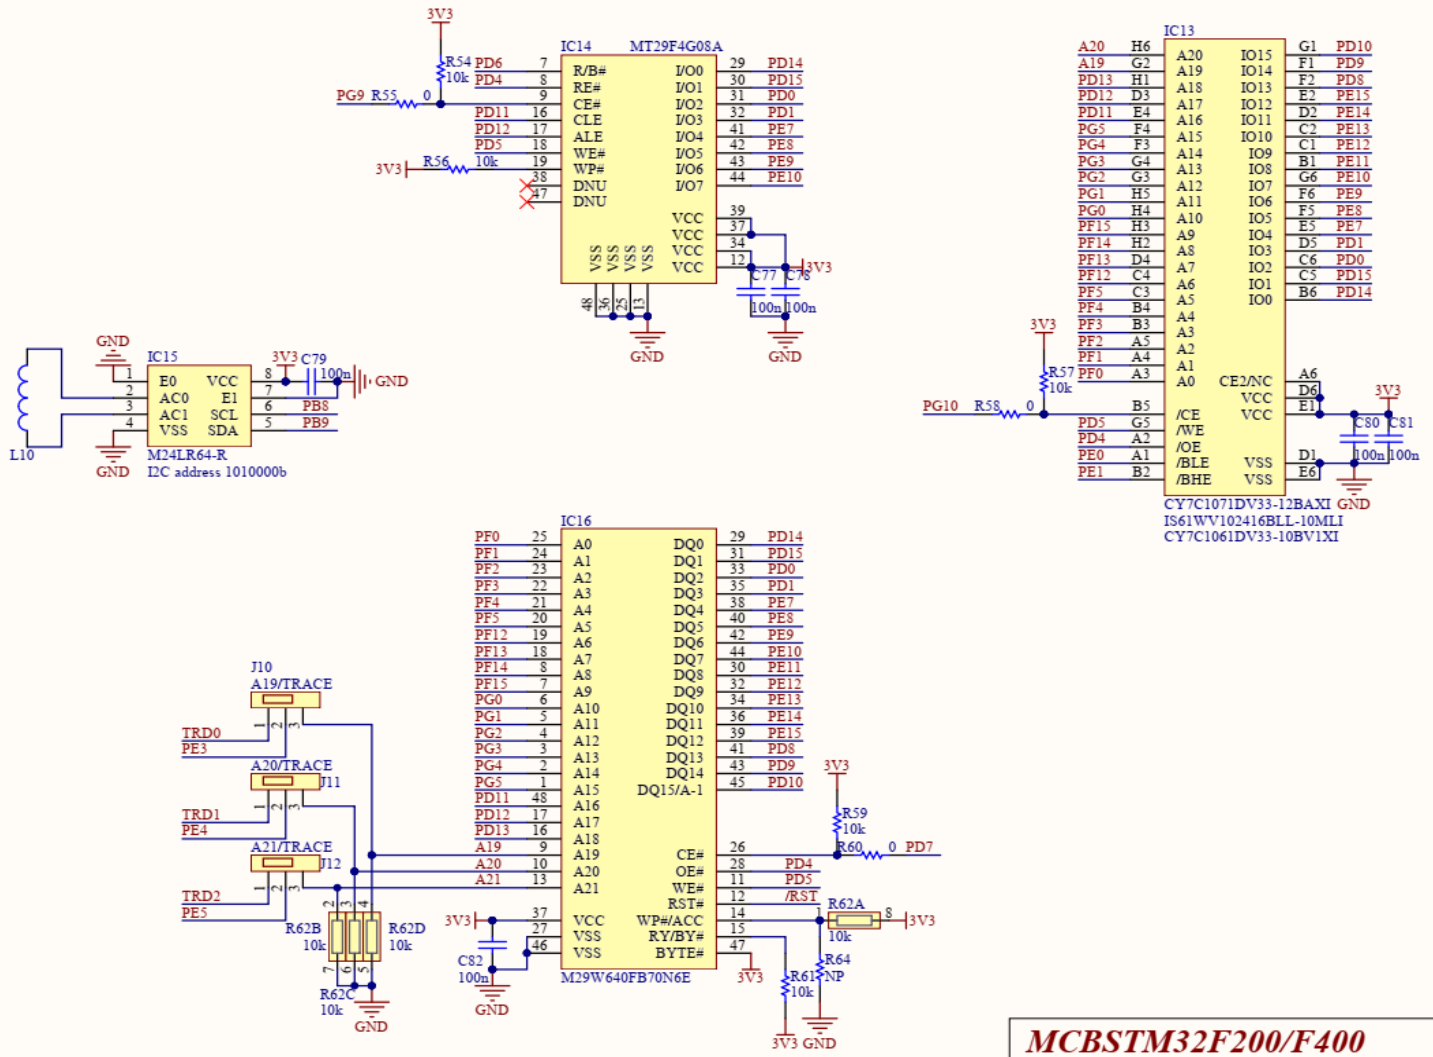 3V3
R54
10k
PG9 R55 0
IC14 MT29F4G08A
PD6 7 R/B# I/O0 29 PD14
PD4 8 RE# I/O1 30 PD15
9 CE# I/O2 31 PD0
PD11 16 CLE I/O3 32 PD1
PD12 17 ALE I/O4 41 PE7
PD5 18 WE# I/O5 42 PE8
3V3 R56 10k 19 WP# I/O6 43 PE9
38 DNU I/O7 44 PE10
47 DNU
VCC 39
VCC 37
VCC 34
VCC 12 3V3
VSS VSS VSS VSS
48 36 25 13
C77 C78
100n 100n
GND GND
IC13
A20 H6 A20 IO15 G1 PD10
A19 G2 A19 IO14 F1 PD9
PD13 H1 A18 IO13 F2 PD8
PD12 D3 A17 IO12 E2 PE15
PD11 E4 A16 IO11 D2 PE14
PG5 F4 A15 IO10 C2 PE13
PG4 F3 A14 IO9 C1 PE12
PG3 G4 A13 IO8 B1 PE11
PG2 G3 A12 IO7 G6 PE10
PG1 H5 A11 IO6 F6 PE9
PG0 H4 A10 IO5 F5 PE8
PF15 H3 A9 IO4 E5 PE7
PF14 H2 A8 IO3 D5 PD1
PF13 D4 A7 IO2 C6 PD0
PF12 C4 A6 IO1 C5 PD15
PF5 C3 A5 IO0 B6 PD14
PF4 B4 A4
PF3 B3 A3
PF2 A5 A2
PF1 A4 A1
PF0 A3 A0 CE2/NC A6
VCC D6
PG10 R58 0 B5 /CE VCC E1
3V3
R57
10k
PD5 G5 /WE
PD4 A2 /OE
PE0 A1 /BLE VSS D1
PE1 B2 /BHE VSS E6
3V3
C80 C81
100n 100n
GND
CY7C1071DV33-12BAXI
IS61WV102416BLL-10MLI
CY7C1061DV33-10BV1XI
GND
IC15 3V3 C79
100n
1 E0 VCC 8 GND
2 AC0 E1 7
3 AC1 SCL 6 PB8
4 VSS SDA 5 PB9
L10
GND
M24LR64-R
I2C address 1010000b
IC16
PF0 25 A0 DQ0 29 PD14
PF1 24 A1 DQ1 31 PD15
PF2 23 A2 DQ2 33 PD0
PF3 22 A3 DQ3 35 PD1
PF4 21 A4 DQ4 38 PE7
PF5 20 A5 DQ5 40 PE8
PF12 19 A6 DQ6 42 PE9
PF13 18 A7 DQ7 44 PE10
PF14 8 A8 DQ8 30 PE11
PF15 7 A9 DQ9 32 PE12
PG0 6 A10 DQ10 34 PE13
PG1 5 A11 DQ11 36 PE14
PG2 4 A12 DQ12 39 PE15
PG3 3 A13 DQ13 41 PD8
PG4 2 A14 DQ14 43 PD9
PG5 1 A15 DQ15/A-1 45 PD10
PD11 48 A16
PD12 17 A17
PD13 16 A18
A19 9 A19 CE# 26
A20 10 A20 OE# 28 PD4
A21 13 A21 WE# 11 PD5
RST# 12 /RST
3V3 37 VCC WP#/ACC 14
27 VSS RY/BY# 15
46 VSS BYTE# 47
M29W640FB70N6E
C82
100n
GND
3V3
3V3
R59
10k
R60 0 PD7
R62A
1 8 3V3
10k
R61
10k
R64
NP
3V3 GND
J10
A19/TRACE
1 2 3
TRD0
PE3
A20/TRACE
J11
1 2 3
TRD1
PE4
A21/TRACE
J12
1 2 3
TRD2
PE5
2 3 4
R62B R62D
10k 10k
7 6 5
R62C
10k
GND
MCBSTM32F200/F400